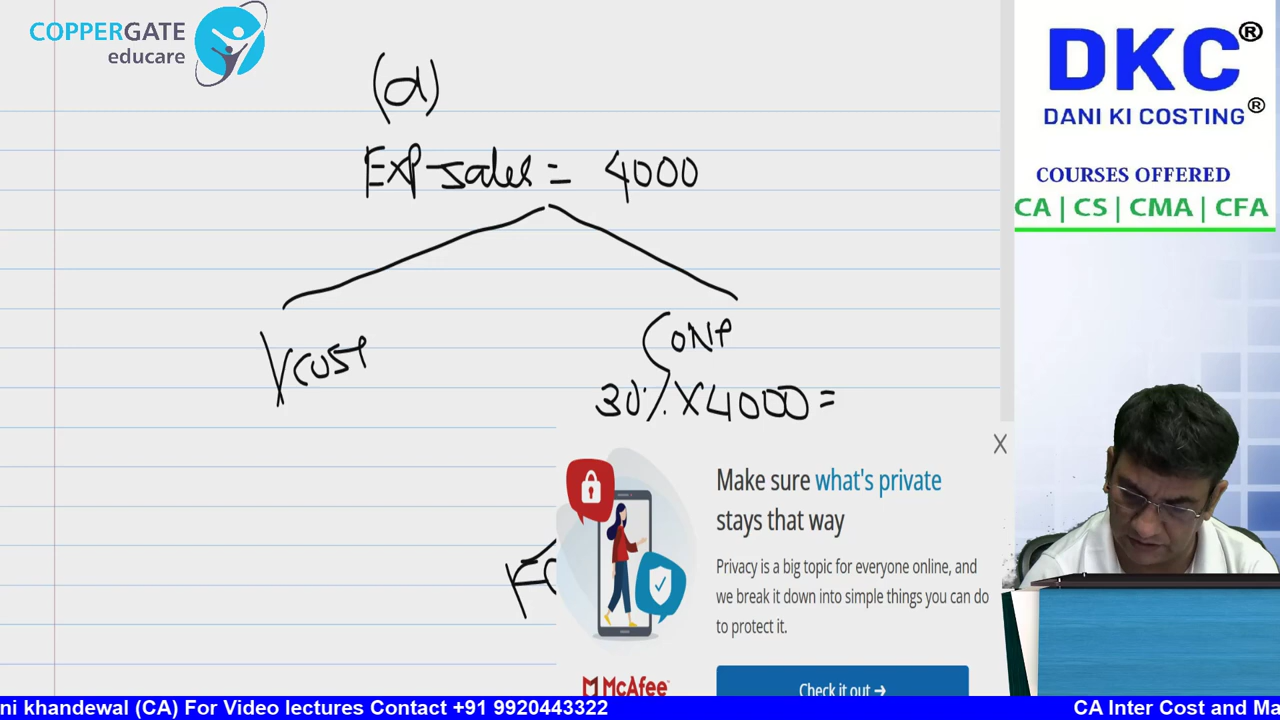 COPPERGATE
educare
(d)
Exp sales = 4000
V cost
CONT
30% X 4000 =
DKC®
DANI KI COSTING®
COURSES OFFERED
CA | CS | CMA | CFA
X
Make sure what's private
stays that way
Privacy is a big topic for everyone online, and
we break it down into simple things you can do
to protect it.
McAfee
Check it out →
ni khandewal (CA) For Video lectures Contact +91 9920443322
CA Inter Cost and Ma